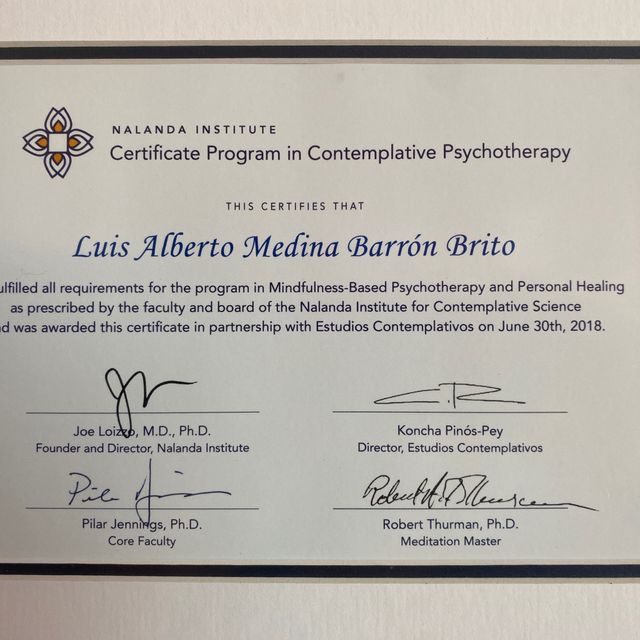 NALANDA INSTITUTE
Certificate Program in Contemplative Psychotherapy
THIS CERTIFIES THAT
Luis Alberto Medina Barrón Brito
ulfilled all requirements for the program in Mindfulness-Based Psychotherapy and Personal Healing
as prescribed by the faculty and board of the Nalanda Institute for Contemplative Science
d was awarded this certificate in partnership with Estudios Contemplativos on June 30th, 2018.
Joe Loizzo, M.D., Ph.D.
Founder and Director, Nalanda Institute
Koncha Pinós-Pey
Director, Estudios Contemplativos
Pilar Jennings, Ph.D.
Core Faculty
Robert Thurman, Ph.D.
Meditation Master